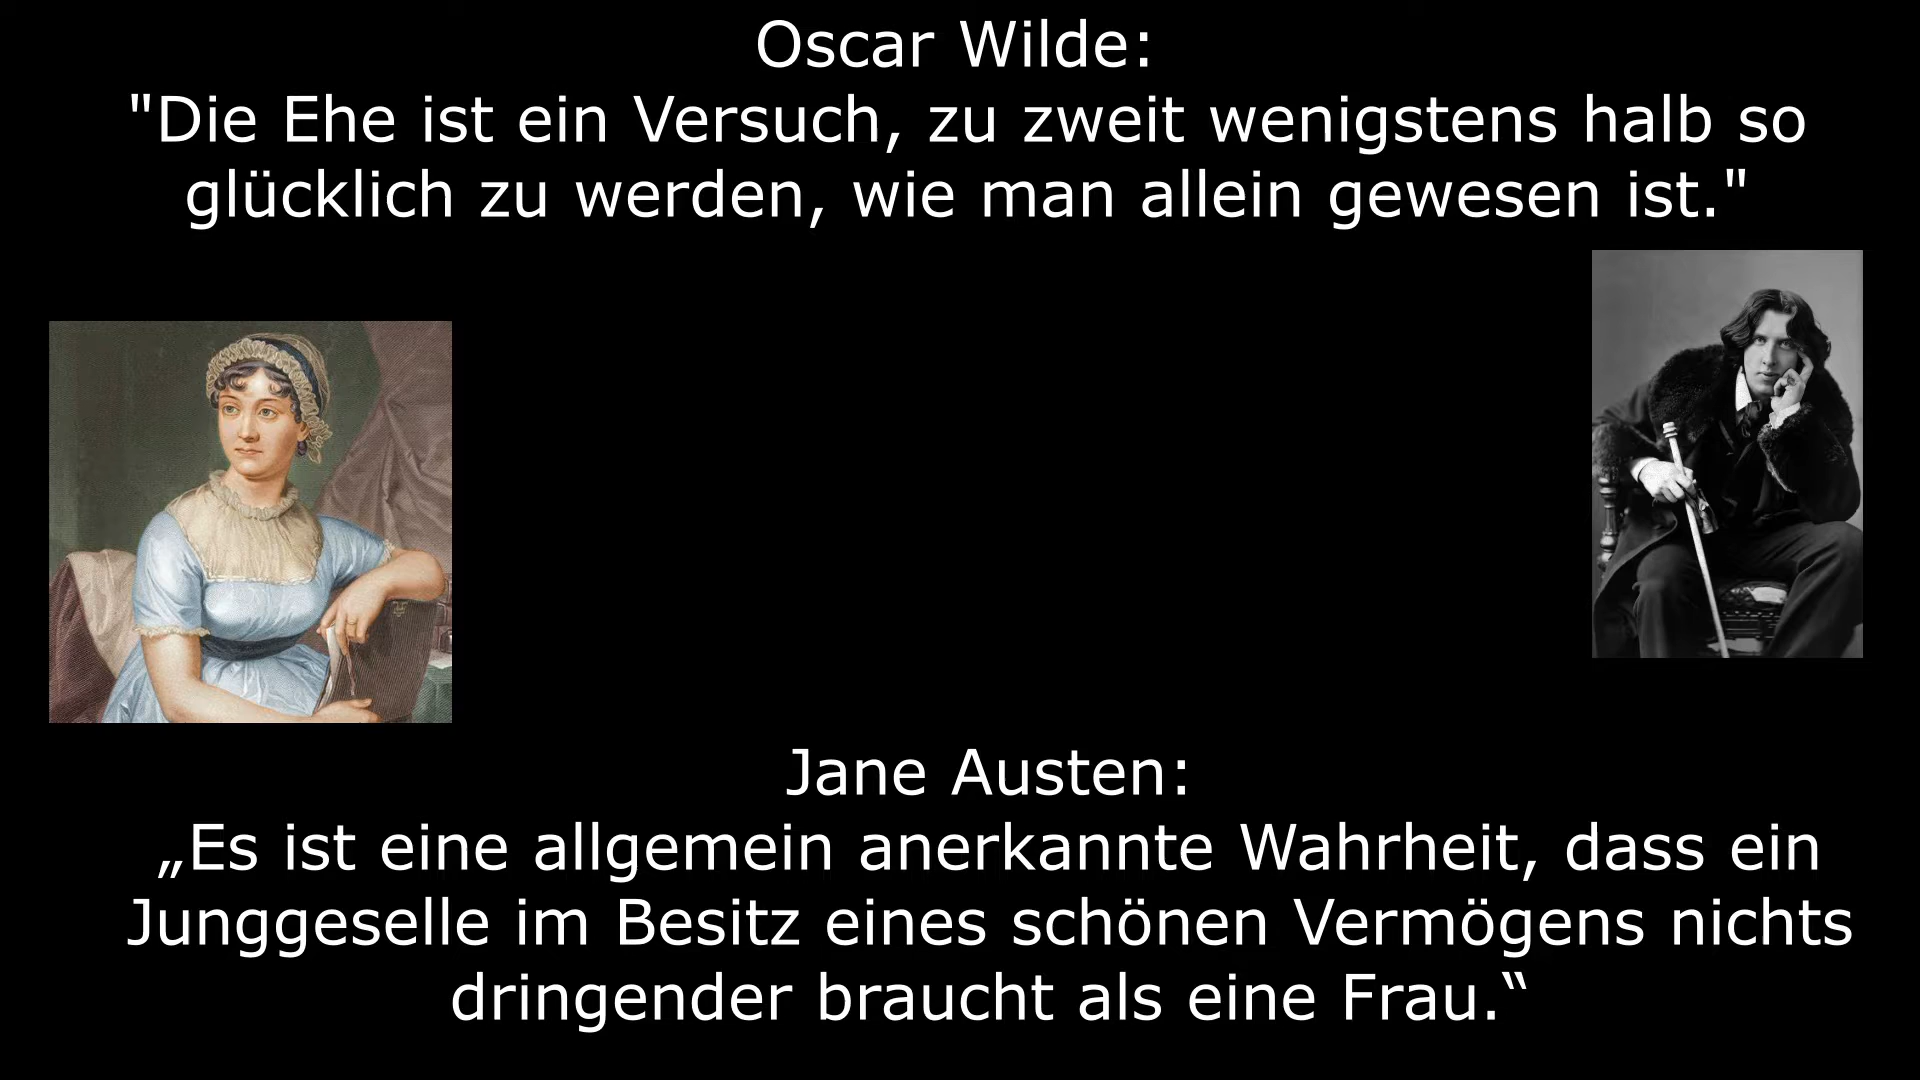 Oscar Wilde:
"Die Ehe ist ein Versuch, zu zweit wenigstens halb so
glücklich zu werden, wie man allein gewesen ist."
Jane Austen:
„Es ist eine allgemein anerkannte Wahrheit, dass ein
Junggeselle im Besitz eines schönen Vermögens nichts
dringender braucht als eine Frau.“